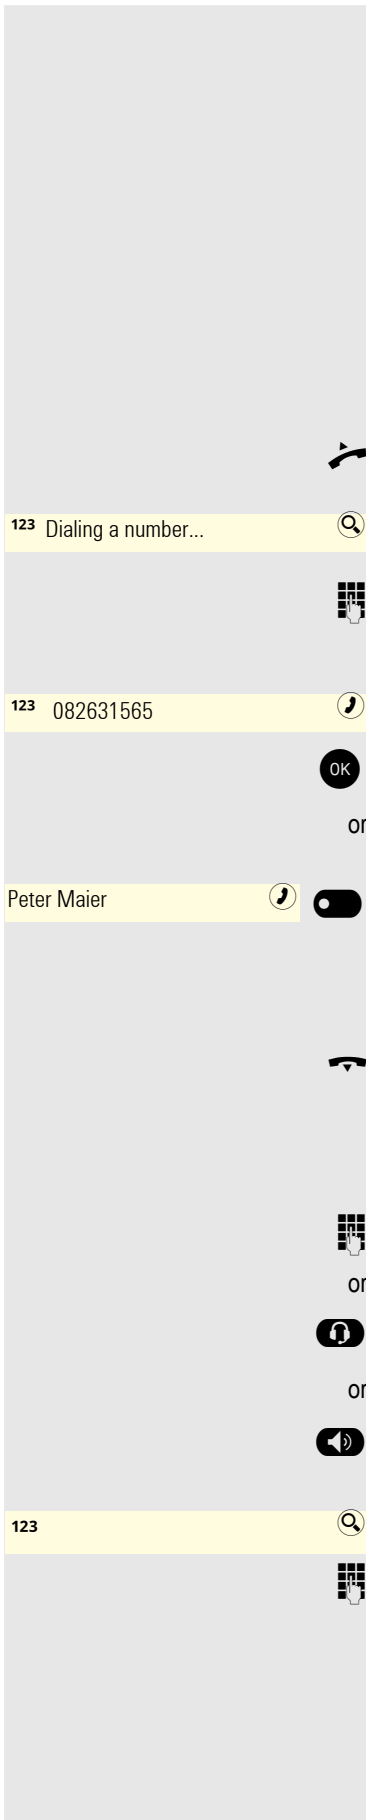 123 Dialing a number...
123 082631565
OK
or
Peter Maier
or
or
123